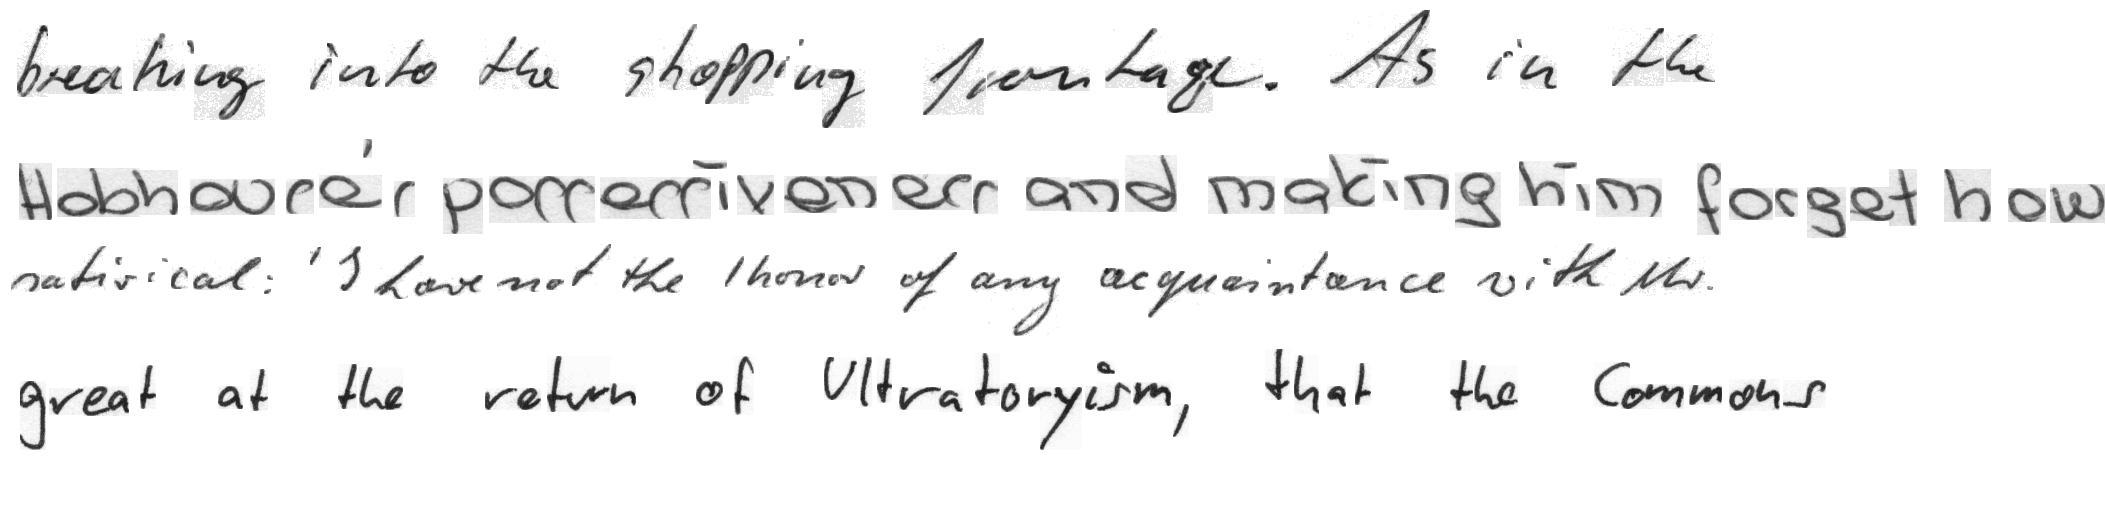 breaking into the shopping frontage. As in the
Hobhouse's possessiveness and making him forget how
satirical: 'I have not the honor of any acquaintance with Mr.
great at the return of Ultratoryism, that the Commons